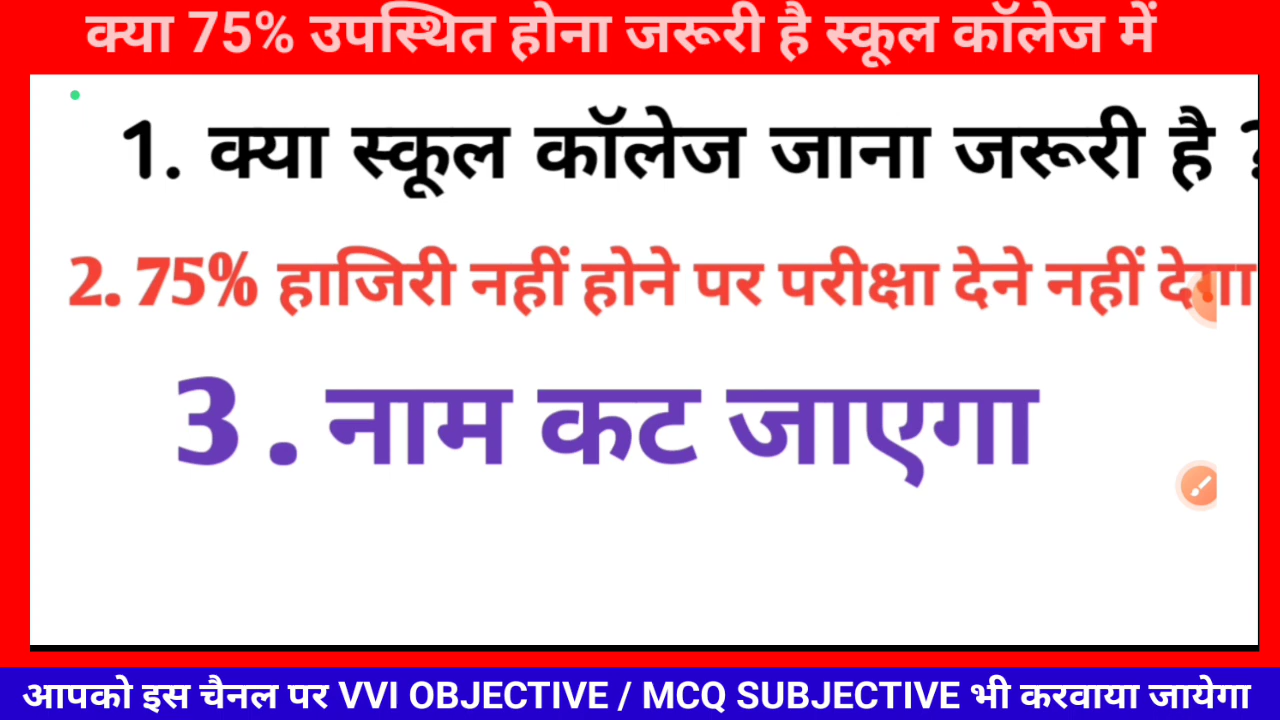 क्या 75% उपस्थित होना जरूरी है स्कूल कॉलेज में
1. क्या स्कूल कॉलेज जाना जरूरी है ?
2. 75% हाजिरी नहीं होने पर परीक्षा देने नहीं देगा
3 . नाम कट जाएगा
आपको इस चैनल पर VVI OBJECTIVE / MCQ SUBJECTIVE भी करवाया जायेगा